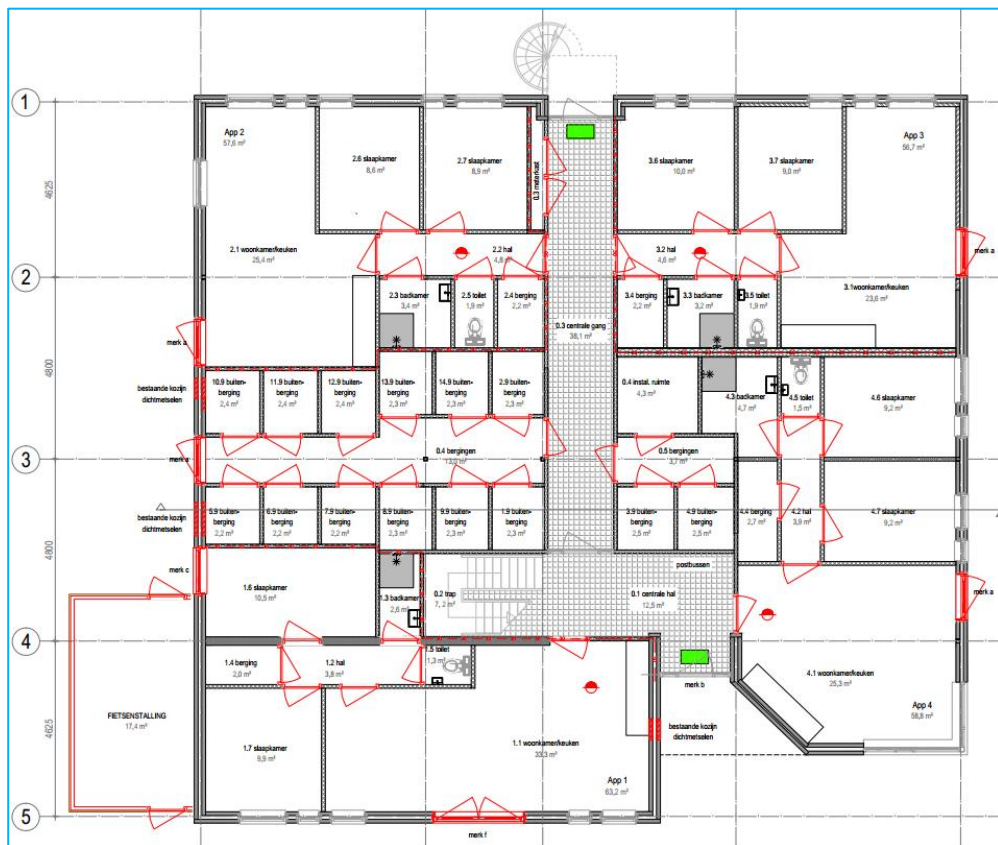 1
App 2
57,6 m²
2.6 slaapkamer
8,6 m²
2.7 slaapkamer
8,9 m²
0.3 meterkast
3.6 slaapkamer
10,0 m²
3.7 slaapkamer
9,0 m²
App 3
56,7 m²
4625
2.1 woonkamer/keuken
25,4 m²
2.2 hal
4,8 m²
3.2 hal
4,6 m²
merk a
2
2.3 badkamer
3,4 m²
2.5 toilet
1,9 m²
2.4 berging
2,2 m²
3.4 berging
2,2 m²
3.3 badkamer
3,2 m²
3.5 toilet
1,9 m²
3.1 woonkamer/keuken
23,6 m²
0.3 centrale gang
38,1 m²
merk a
4800
bestaande kozijn
dichtmetselen
10.9 buiten-
berging
2,4 m²
11.9 buiten-
berging
2,4 m²
12.9 buiten-
berging
2,4 m²
13.9 buiten-
berging
2,3 m²
14.9 buiten-
berging
2,3 m²
2.9 buiten-
berging
2,3 m²
0.4 instal. ruimte
4,3 m²
4.3 badkamer
4,7 m²
4.5 toilet
1,5 m²
4.6 slaapkamer
9,2 m²
3
merk a
0.4 bergingen
0.5 bergingen
3,7 m²
bestaande kozijn
dichtmetselen
5.9 buiten-
berging
2,2 m²
6.9 buiten-
berging
2,2 m²
7.9 buiten-
berging
2,2 m²
8.9 buiten-
berging
2,3 m²
9.9 buiten-
berging
2,3 m²
1.9 buiten-
berging
2,3 m²
3.9 buiten-
berging
2,5 m²
4.9 buiten-
berging
2,5 m²
4.4 berging
2,7 m²
4.2 hal
3,9 m²
4.7 slaapkamer
9,2 m²
4800
merk c
1.6 slaapkamer
10,5 m²
1.3 badkamer
2,6 m²
0.2 trap
7,2 m²
postbussen
0.1 centrale hal
12,5 m²
merk a
4
1.4 berging
2,0 m²
1.2 hal
3,8 m²
1.5 toilet
1,3 m²
4.1 woonkamer/keuken
25,3 m²
merk b
App 4
58,8 m²
4625
FIETSENSTALLING
17,4 m²
1.7 slaapkamer
9,9 m²
1.1 woonkamer/keuken
33,3 m²
bestaande kozijn
dichtmetselen
App 1
63,2 m²
5
merk f